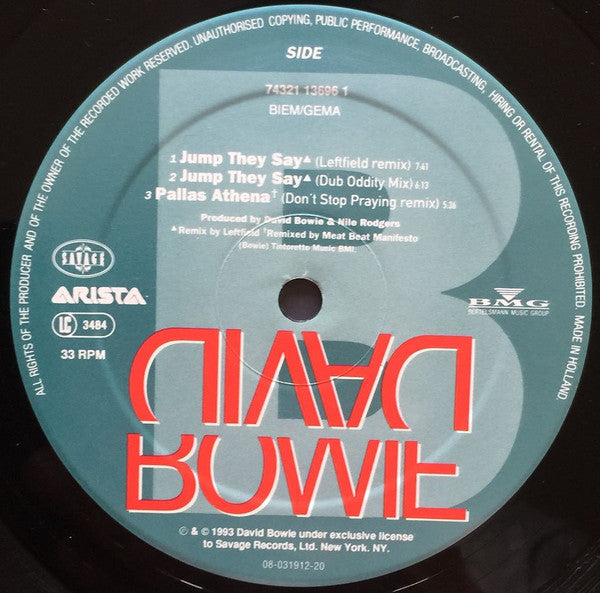 ALL RIGHTS OF THE PRODUCER AND OF THE OWNER OF THE RECORDED WORK RESERVED. UNAUTHORISED COPYING, PUBLIC PERFORMANCE, BROADCASTING, HIRING OR RENTAL OF THIS RECORDING PROHIBITED. MADE IN HOLLAND.
SIDE
B
74321 13696 1
BIEM/GEMA
1 Jump They Say▲ (Leftfield remix) 7:41
2 Jump They Say▲ (Dub Oddity Mix) 6:13
3 Pallas Athena† (Don´t Stop Praying remix) 5:36
Produced by David Bowie & Nile Rodgers
▲Remix by Leftfield †Remixed by Meat Beat Manifesto
(Bowie) Tintoretto Music BMI.
SAVAGE
ARISTA
LC 3484
33 RPM
BMG
BERTELSMANN MUSIC GROUP
DAVID
BOWIE
℗ & © 1993 David Bowie under exclusive license
to Savage Records, Ltd. New York. NY.
08-031912-20